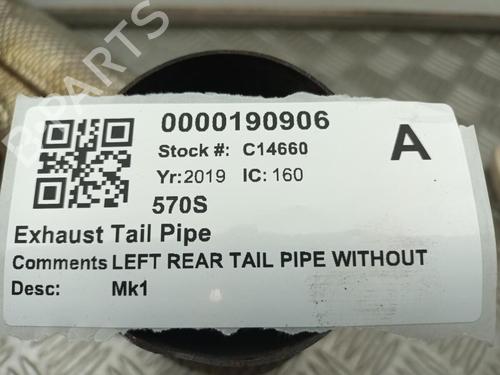 0000190906
Stock #: C14660
A
Yr: 2019 IC: 160
570S
Exhaust Tail Pipe
Comments LEFT REAR TAIL PIPE WITHOUT
Desc: Mk1